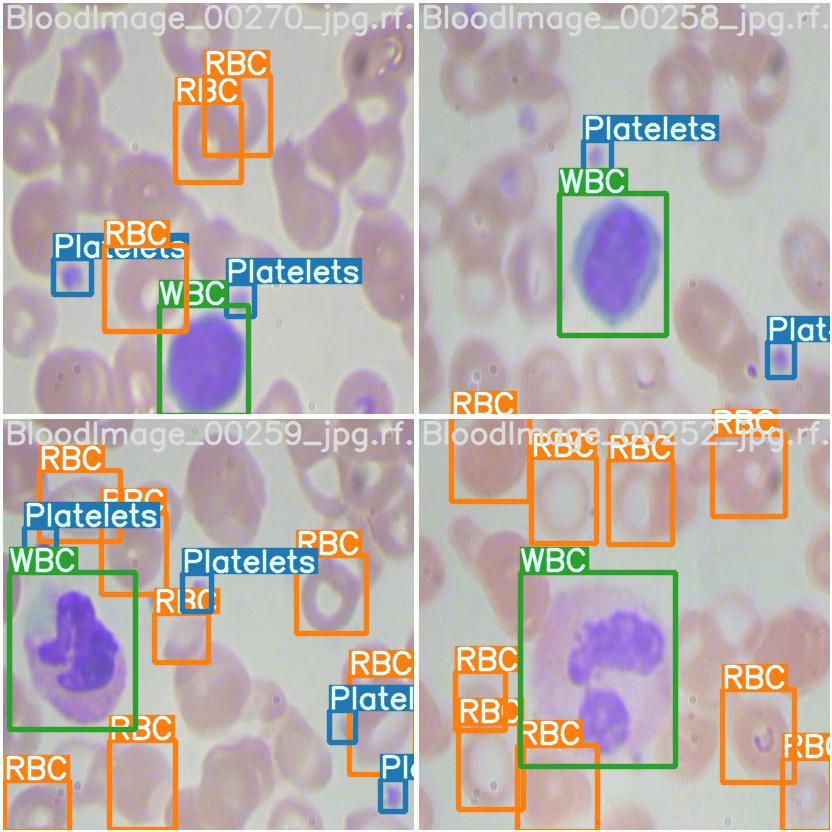 BloodImage_00270_jpg.rf.
RBC
RBC
RBC
Platelets
Platelets
WBC
BloodImage_00258_jpg.rf.
Platelets
WBC
Plat
BloodImage_00259_jpg.rf.
RBC
RBC
Platelets
WBC
RBC
Platelets
RBC
RBC
Platel
Pl
RBC
RBC
BloodImage_00252_jpg.rf.
RBC
RBC
RBC
RBC
WBC
RBC
RBC
RBC
RBC
RBC